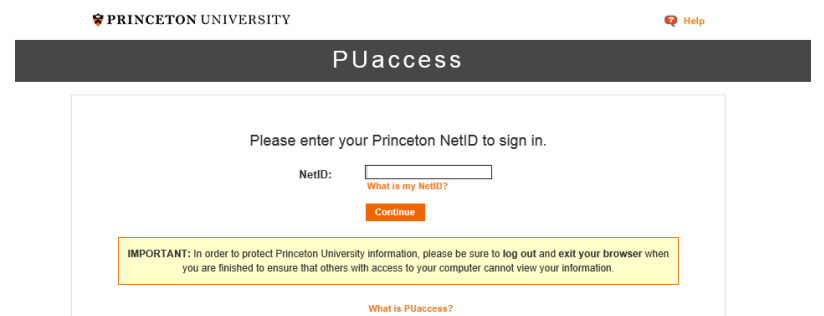 PRINCETON UNIVERSITY
Help
PUaccess
Please enter your Princeton NetID to sign in.
NetID:
What is my NetID?
Continue
IMPORTANT: In order to protect Princeton University information, please be sure to log out and exit your browser when
you are finished to ensure that others with access to your computer cannot view your information.
What is PUaccess?